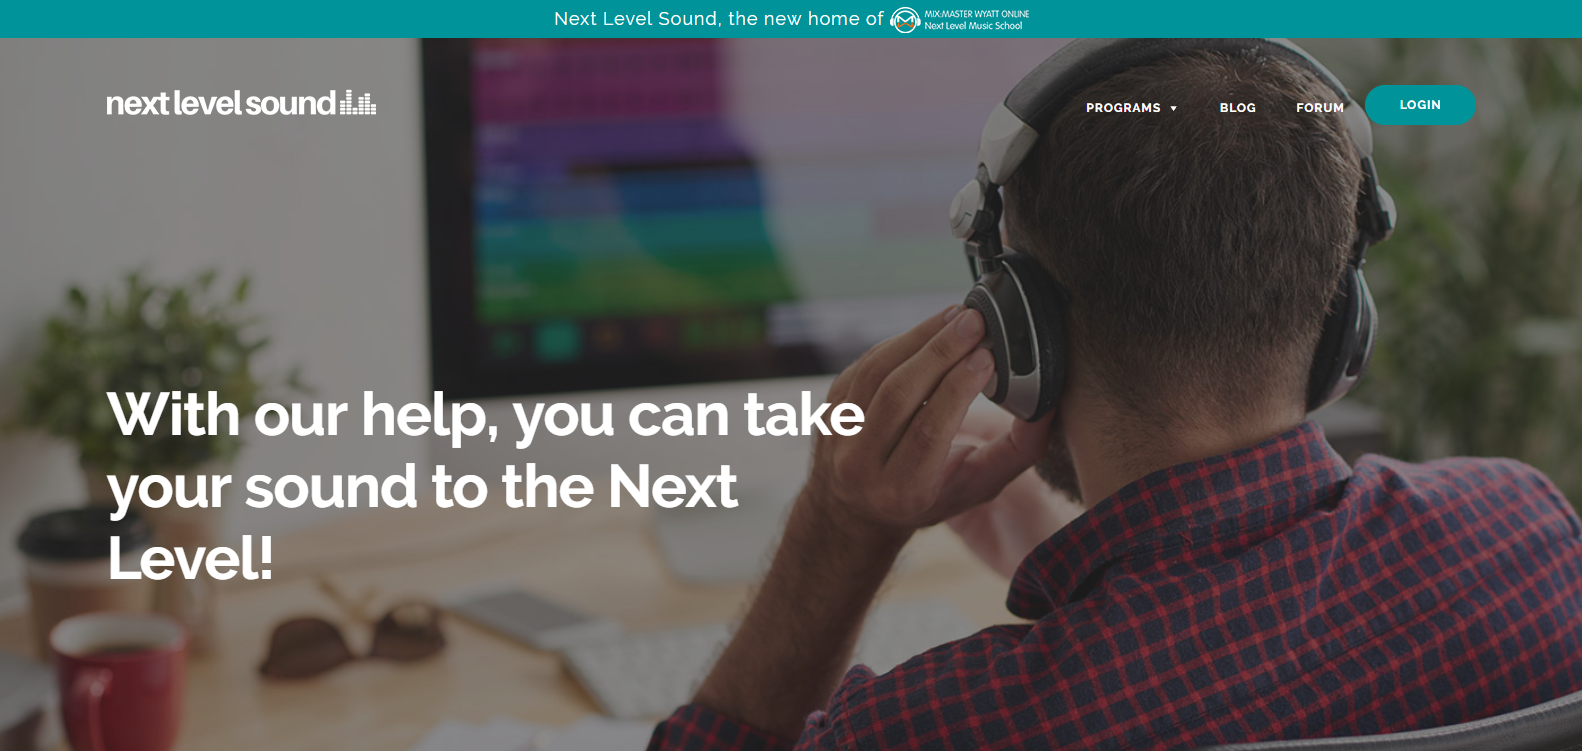 Next Level Sound, the new home of MIX:MASTER WYATT ONLINE
Next Level Music School
next level sound
PROGRAMS BLOG FORUM LOGIN
With our help, you can take
your sound to the Next
Level!